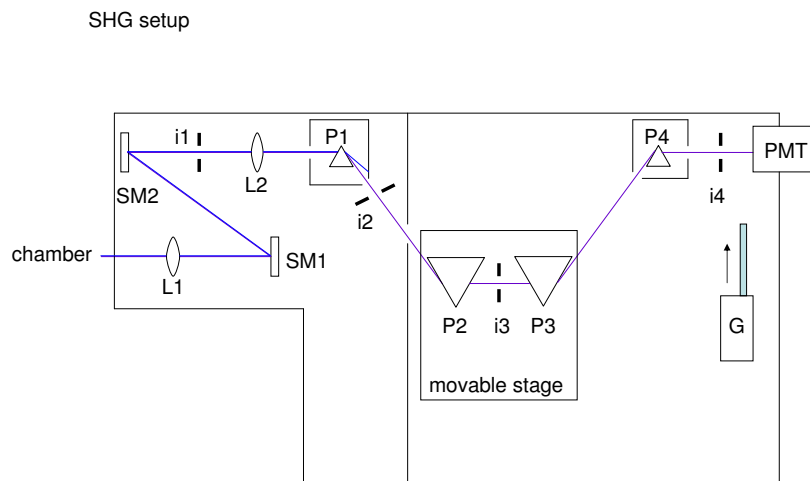 SHG setup
i1
P1
P4
PMT
SM2
L2
i2
i4
chamber
L1
SM1
P2
i3
P3
G
movable stage